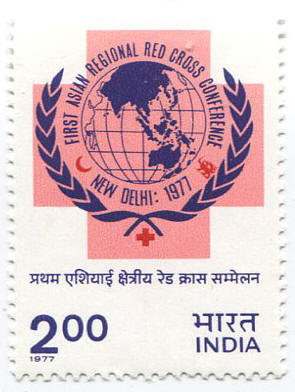 FIRST ASIAN REGIONAL RED CROSS CONFERENCE
NEW DELHI: 1977
प्रथम एशियाई क्षेत्रीय रेड क्रास सम्मेलन
2.00 भारत
1977 INDIA